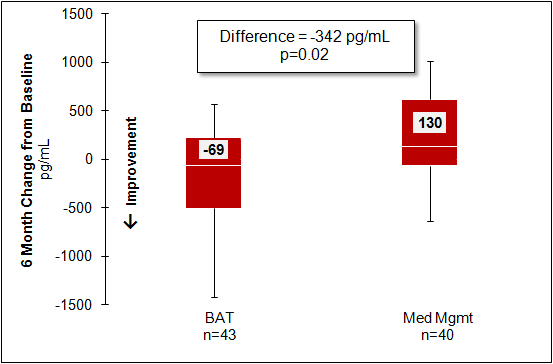 Difference = -342 pg/mL
p=0.02
6 Month Change from Baseline
pg/mL
1500
1000
500
0
-500
-1000
-1500
← Improvement
-69
130
BAT
n=43
Med Mgmt
n=40